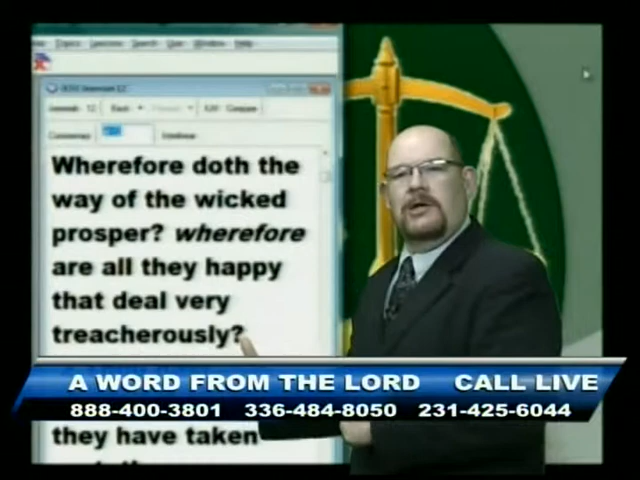 Wherefore doth the
way of the wicked
prosper? wherefore
are all they happy
that deal very
treacherously?
A WORD FROM THE LORD CALL LIVE
888-400-3801 336-484-8050 231-425-6044
they have taken